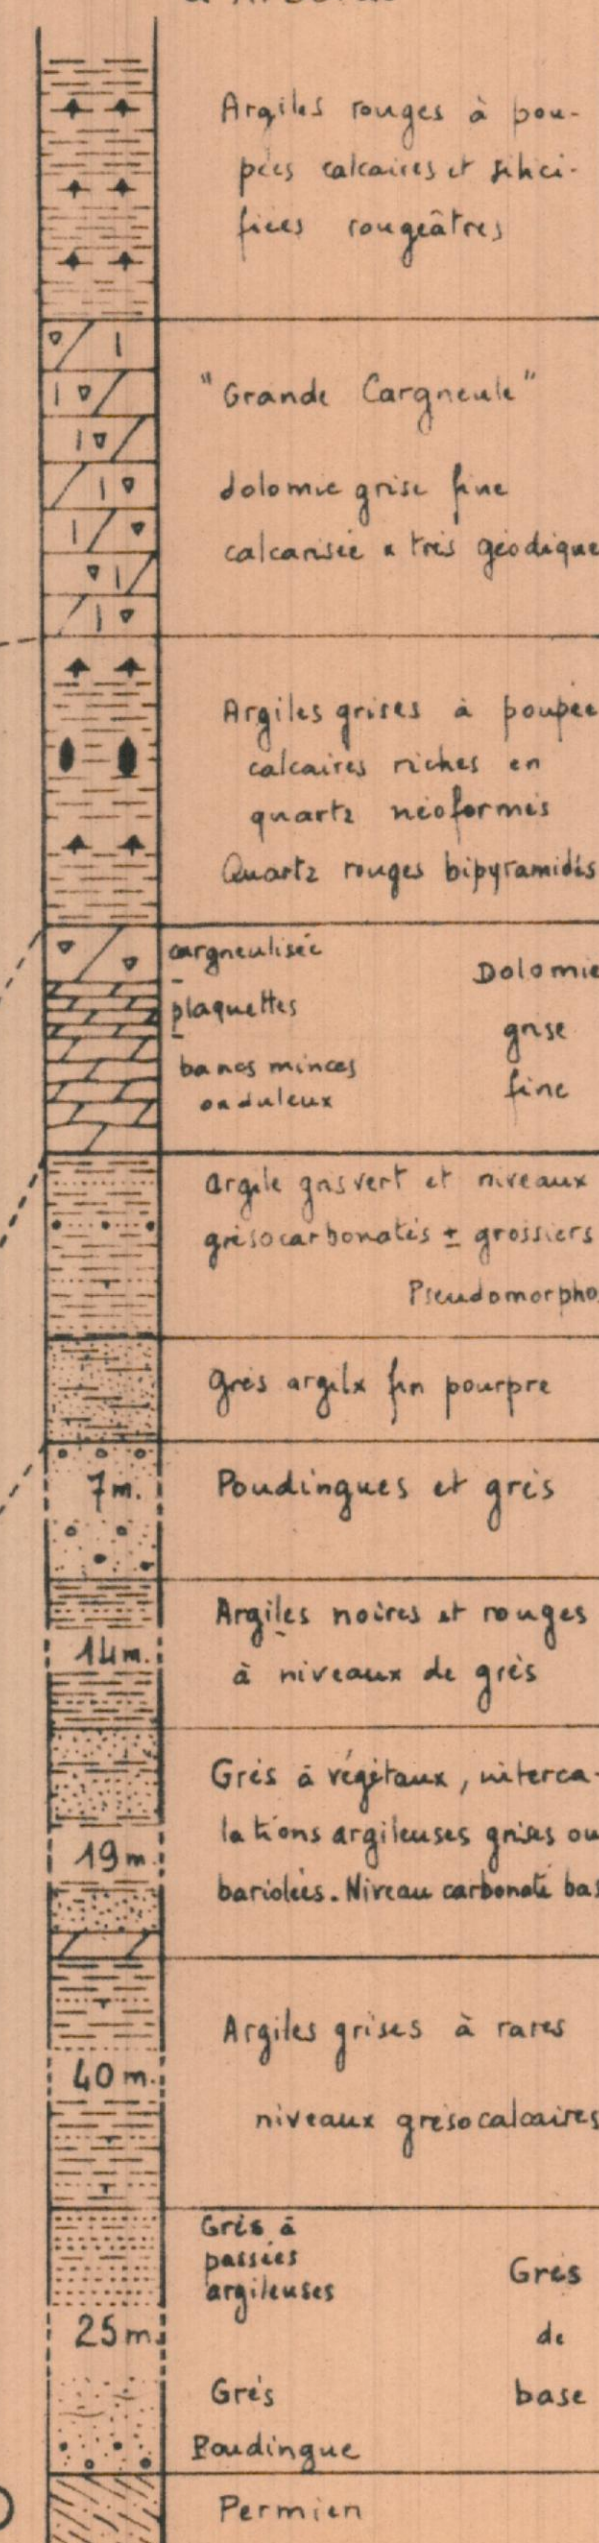 Argiles rouges à pou-
pées calcaires et silici-
fiées rougeâtres
"Grande Cargneule"
dolomie grise fine
calcarisée et très géodique
Argiles grises à poupée
calcaires riches en
quartz néoformés
Quartz rouges bipyramidés
cargneulisée
plaquettes
bancs minces
onduleux
Dolomie
grise
fine
argile gris vert et niveaux
grésocarbonatés ± grossiers
Pseudomorpho
Grès argilx fin pourpre
7m.
Poudingues et grès
14m.
Argiles noires et rouges
à niveaux de grès
19m.
Grès à végétaux, interca-
lations argileuses grises ou
bariolées. Niveau carbonaté bas
40m.
Argiles grises à rares
niveaux grésocalcaires
Grès à
passées
argileuses
25m.
Grès
Poudingue
Grès
de
base
Permien